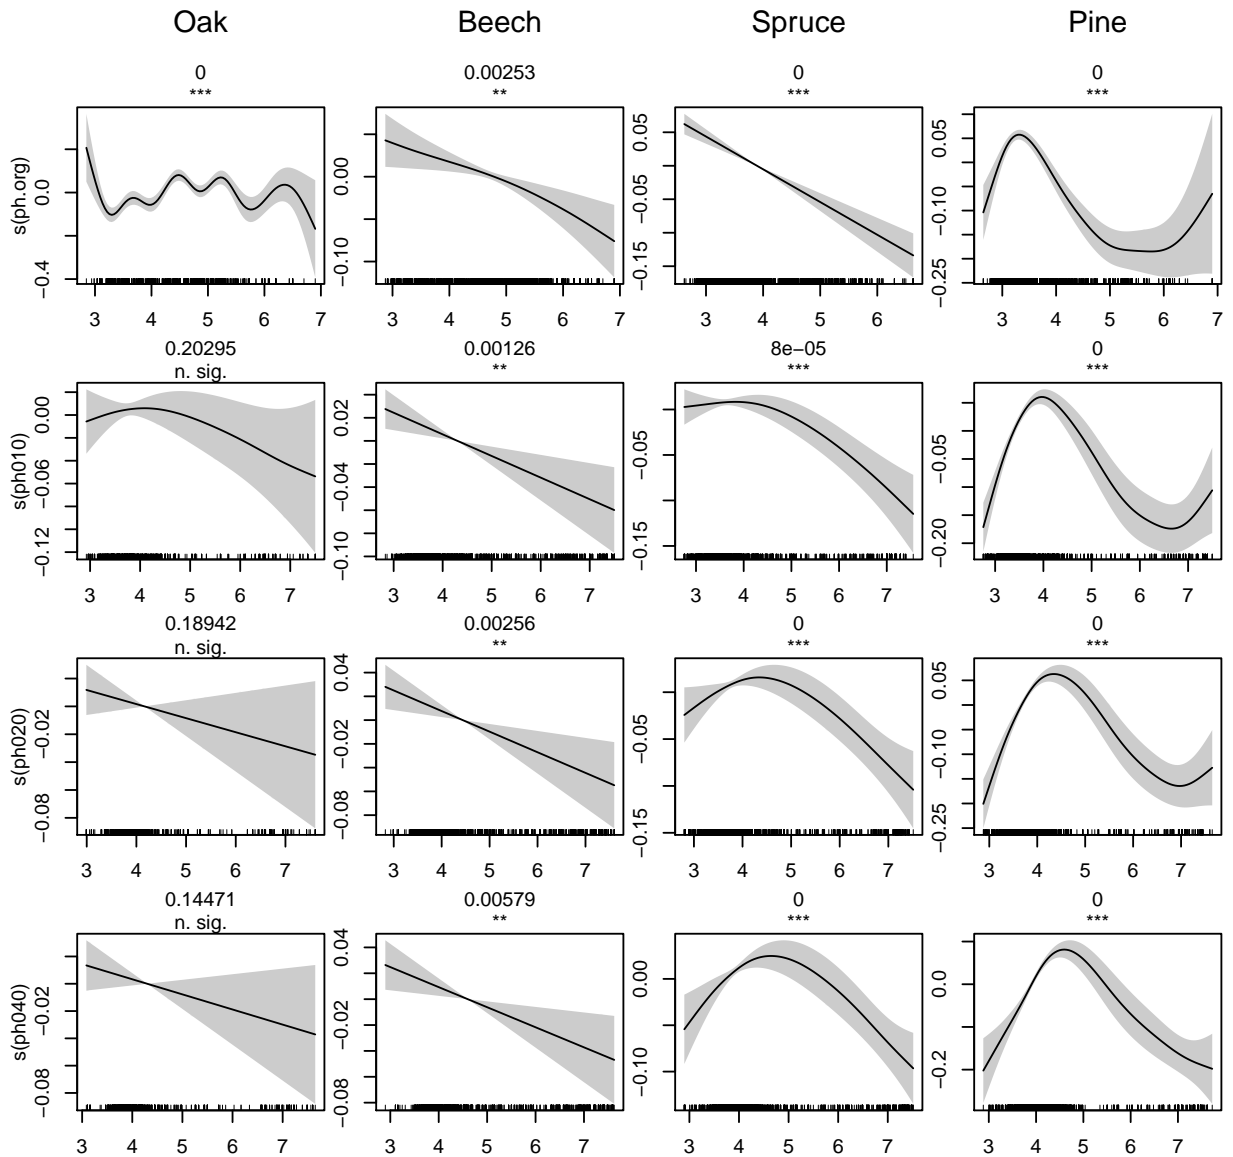 Oak Beech Spruce Pine
0 0.00253 0 0
*** ** *** ***
s(ph.org)
0.0 −0.4
0.00 −0.10
0.05 −0.05 −0.15
0.05 −0.10 −0.25
3 4 5 6 7 3 4 5 6 7 3 4 5 6 3 4 5 6 7
0.20295 0.00126 8e−05 0
n. sig. ** *** ***
s(ph010)
0.00 −0.06 −0.12
0.02 −0.04 −0.10
−0.05 −0.15
−0.05 −0.20
3 4 5 6 7 3 4 5 6 7 3 4 5 6 7 3 4 5 6 7
0.18942 0.00256 0 0
n. sig. ** *** ***
s(ph020)
−0.02 −0.08
0.04 −0.02 −0.08
−0.05 −0.15
0.05 −0.10 −0.25
3 4 5 6 7 3 4 5 6 7 3 4 5 6 7 3 4 5 6 7
0.14471 0.00579 0 0
n. sig. ** *** ***
s(ph040)
−0.02 −0.08
0.04 −0.02 −0.08
0.00 −0.10
0.0 −0.2
3 4 5 6 7 3 4 5 6 7 3 4 5 6 7 3 4 5 6 7